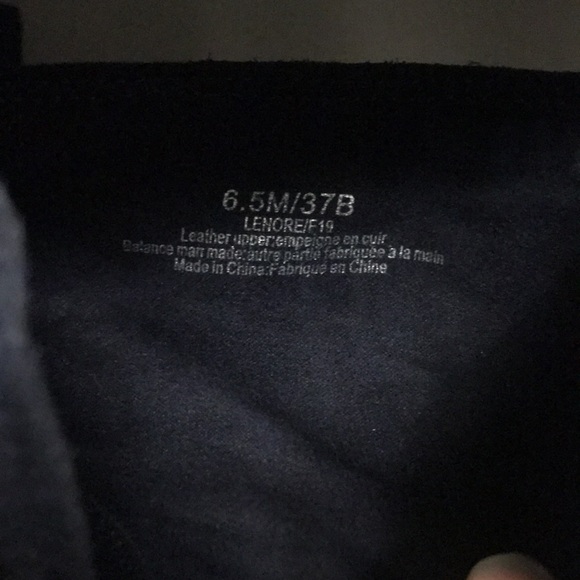 6.5M/37B
LENORE/F19
Leather upper:empeigne en cuir
Balance man made:autre partie fabriquée à la main
Made in China:Fabriqué en Chine